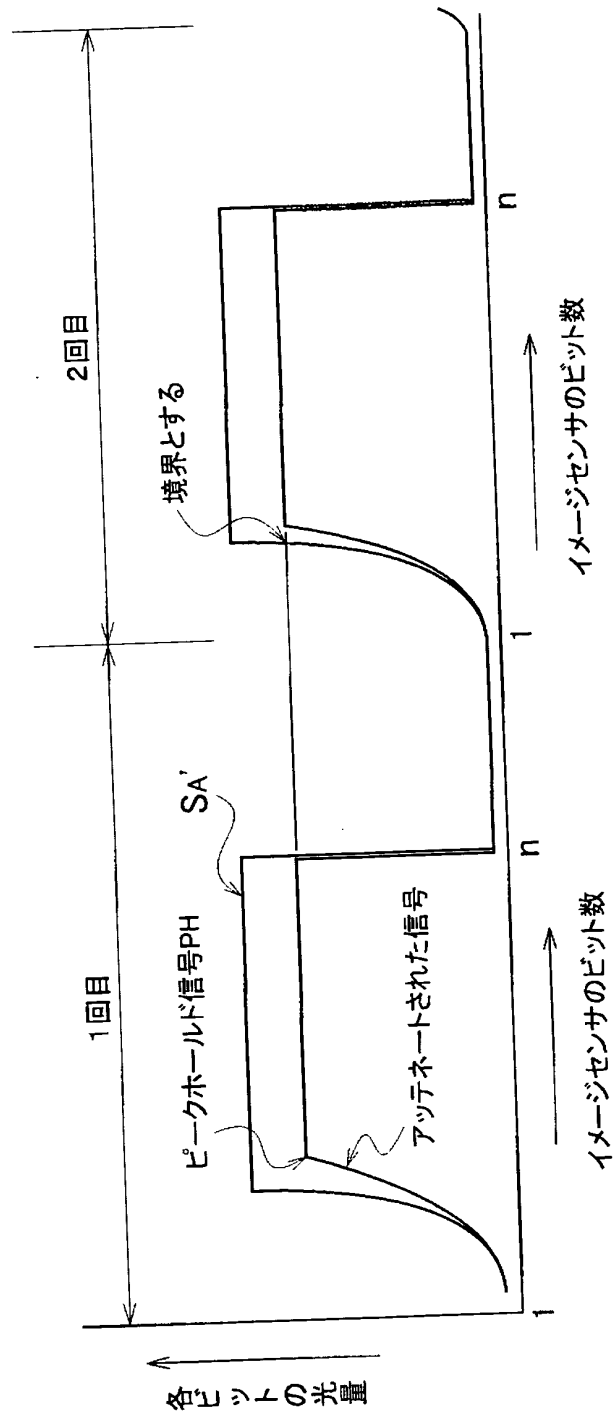 1回目
2回目
SA'
ピークホールド信号PH
アッテネートされた信号
境界とする
各ビットの光量
1
n
1
n
イメージセンサのビット数
イメージセンサのビット数